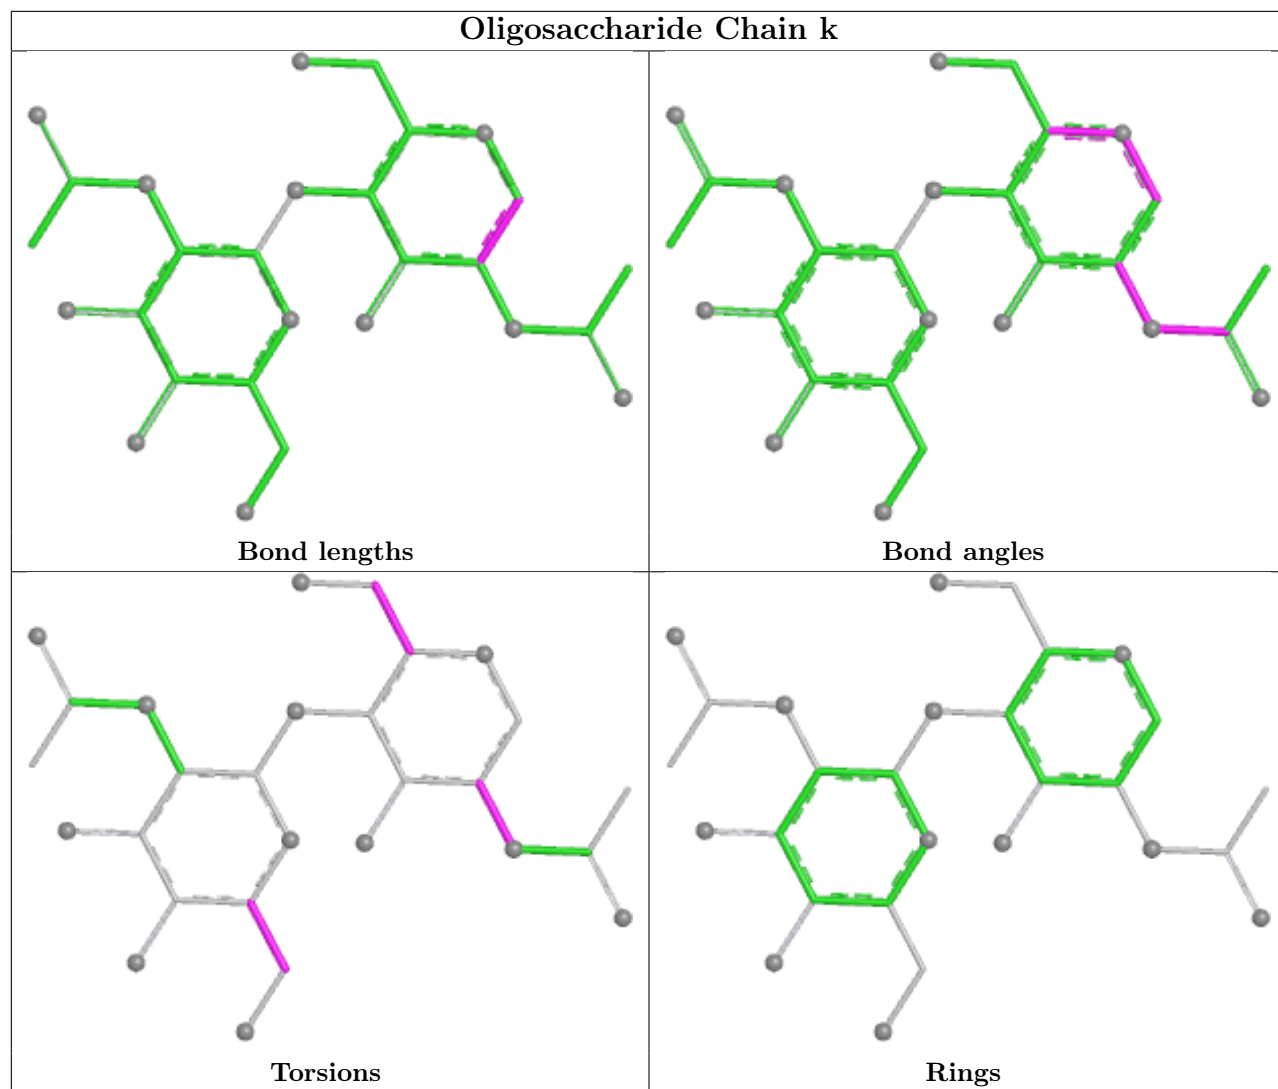 Oligosaccharide Chain k
Bond lengths
Bond angles
Torsions
Rings